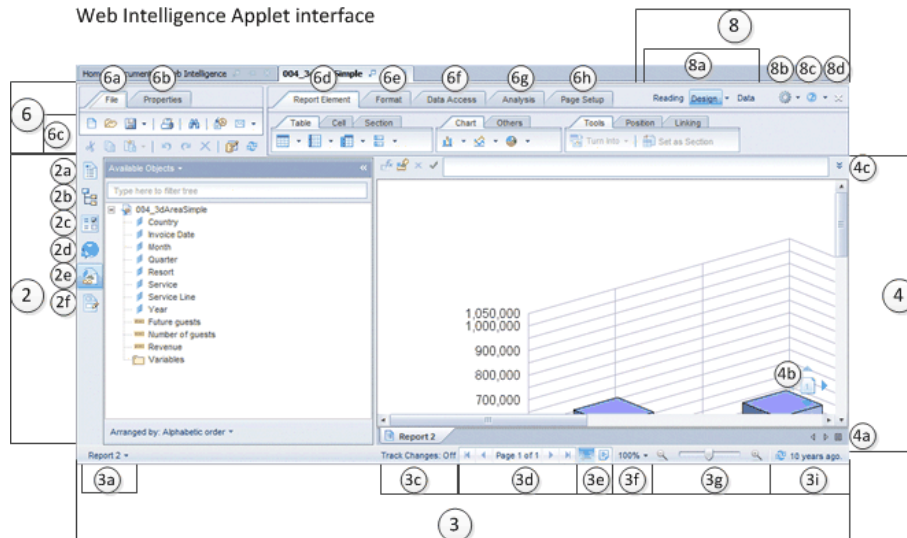 Web Intelligence Applet interface
8
8a
Intelligence 004_3 Simple
6a 6b 6d 6e 6f 6g 6h 8b 8c 8d
File Properties Report Element Format Data Access Analysis Page Setup Reading Design Data
6
6c
Table Cell Section Chart Others Tools Position Linking
Turn into Set as Section
2a
Available Objects
4c
Type here to filter tree
2b
004_3dAreaSimple
2c
Country
Invoice Date
2d
Month
Quarter
2e
Resort
Service
2
2f
Service Line
4
Year
Future guests
Number of guests
Revenue
Variables
1,050,000
1,000,000
900,000
800,000
700,000
4b
1
Arranged by: Alphabetic order
Report 2
4a
Report 2 Track Changes: Off Page 1 of 1 100% 10 years ago.
3a 3c 3d 3e 3f 3g 3i
3